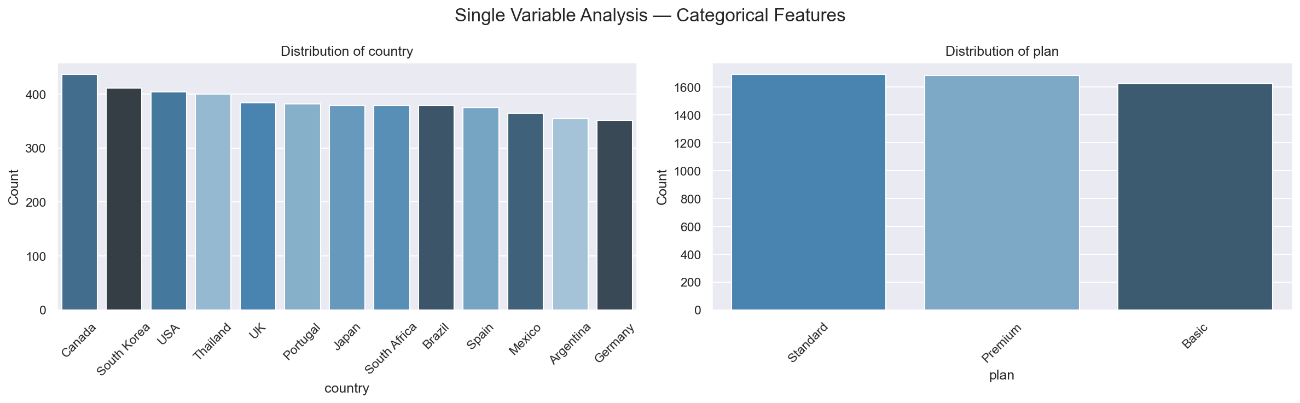 Single Variable Analysis — Categorical Features
Distribution of country
Count
400
300
200
100
0
Canada
South Korea
USA
Thailand
UK
Portugal
Japan
South Africa
Brazil
Spain
Mexico
Argentina
Germany
country
Distribution of plan
Count
1600
1400
1200
1000
800
600
400
200
0
Standard
Premium
Basic
plan